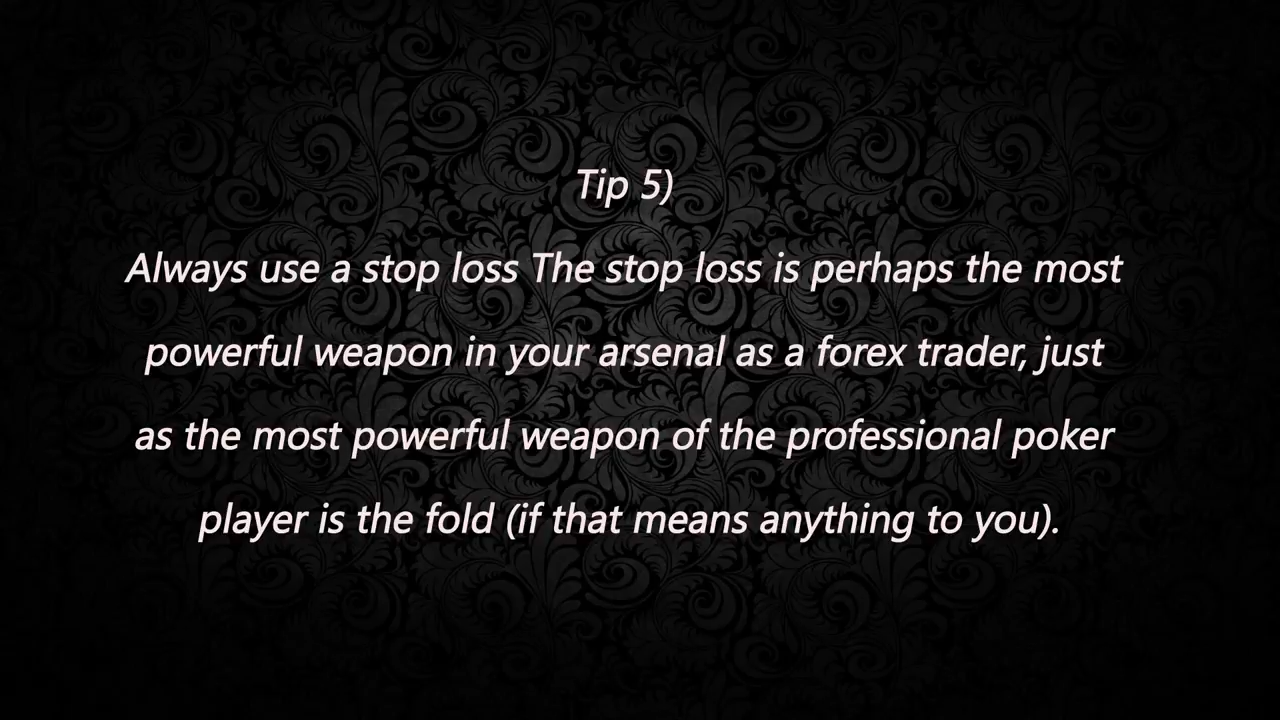 Tip 5)
Always use a stop loss The stop loss is perhaps the most
powerful weapon in your arsenal as a forex trader, just
as the most powerful weapon of the professional poker
player is the fold (if that means anything to you).